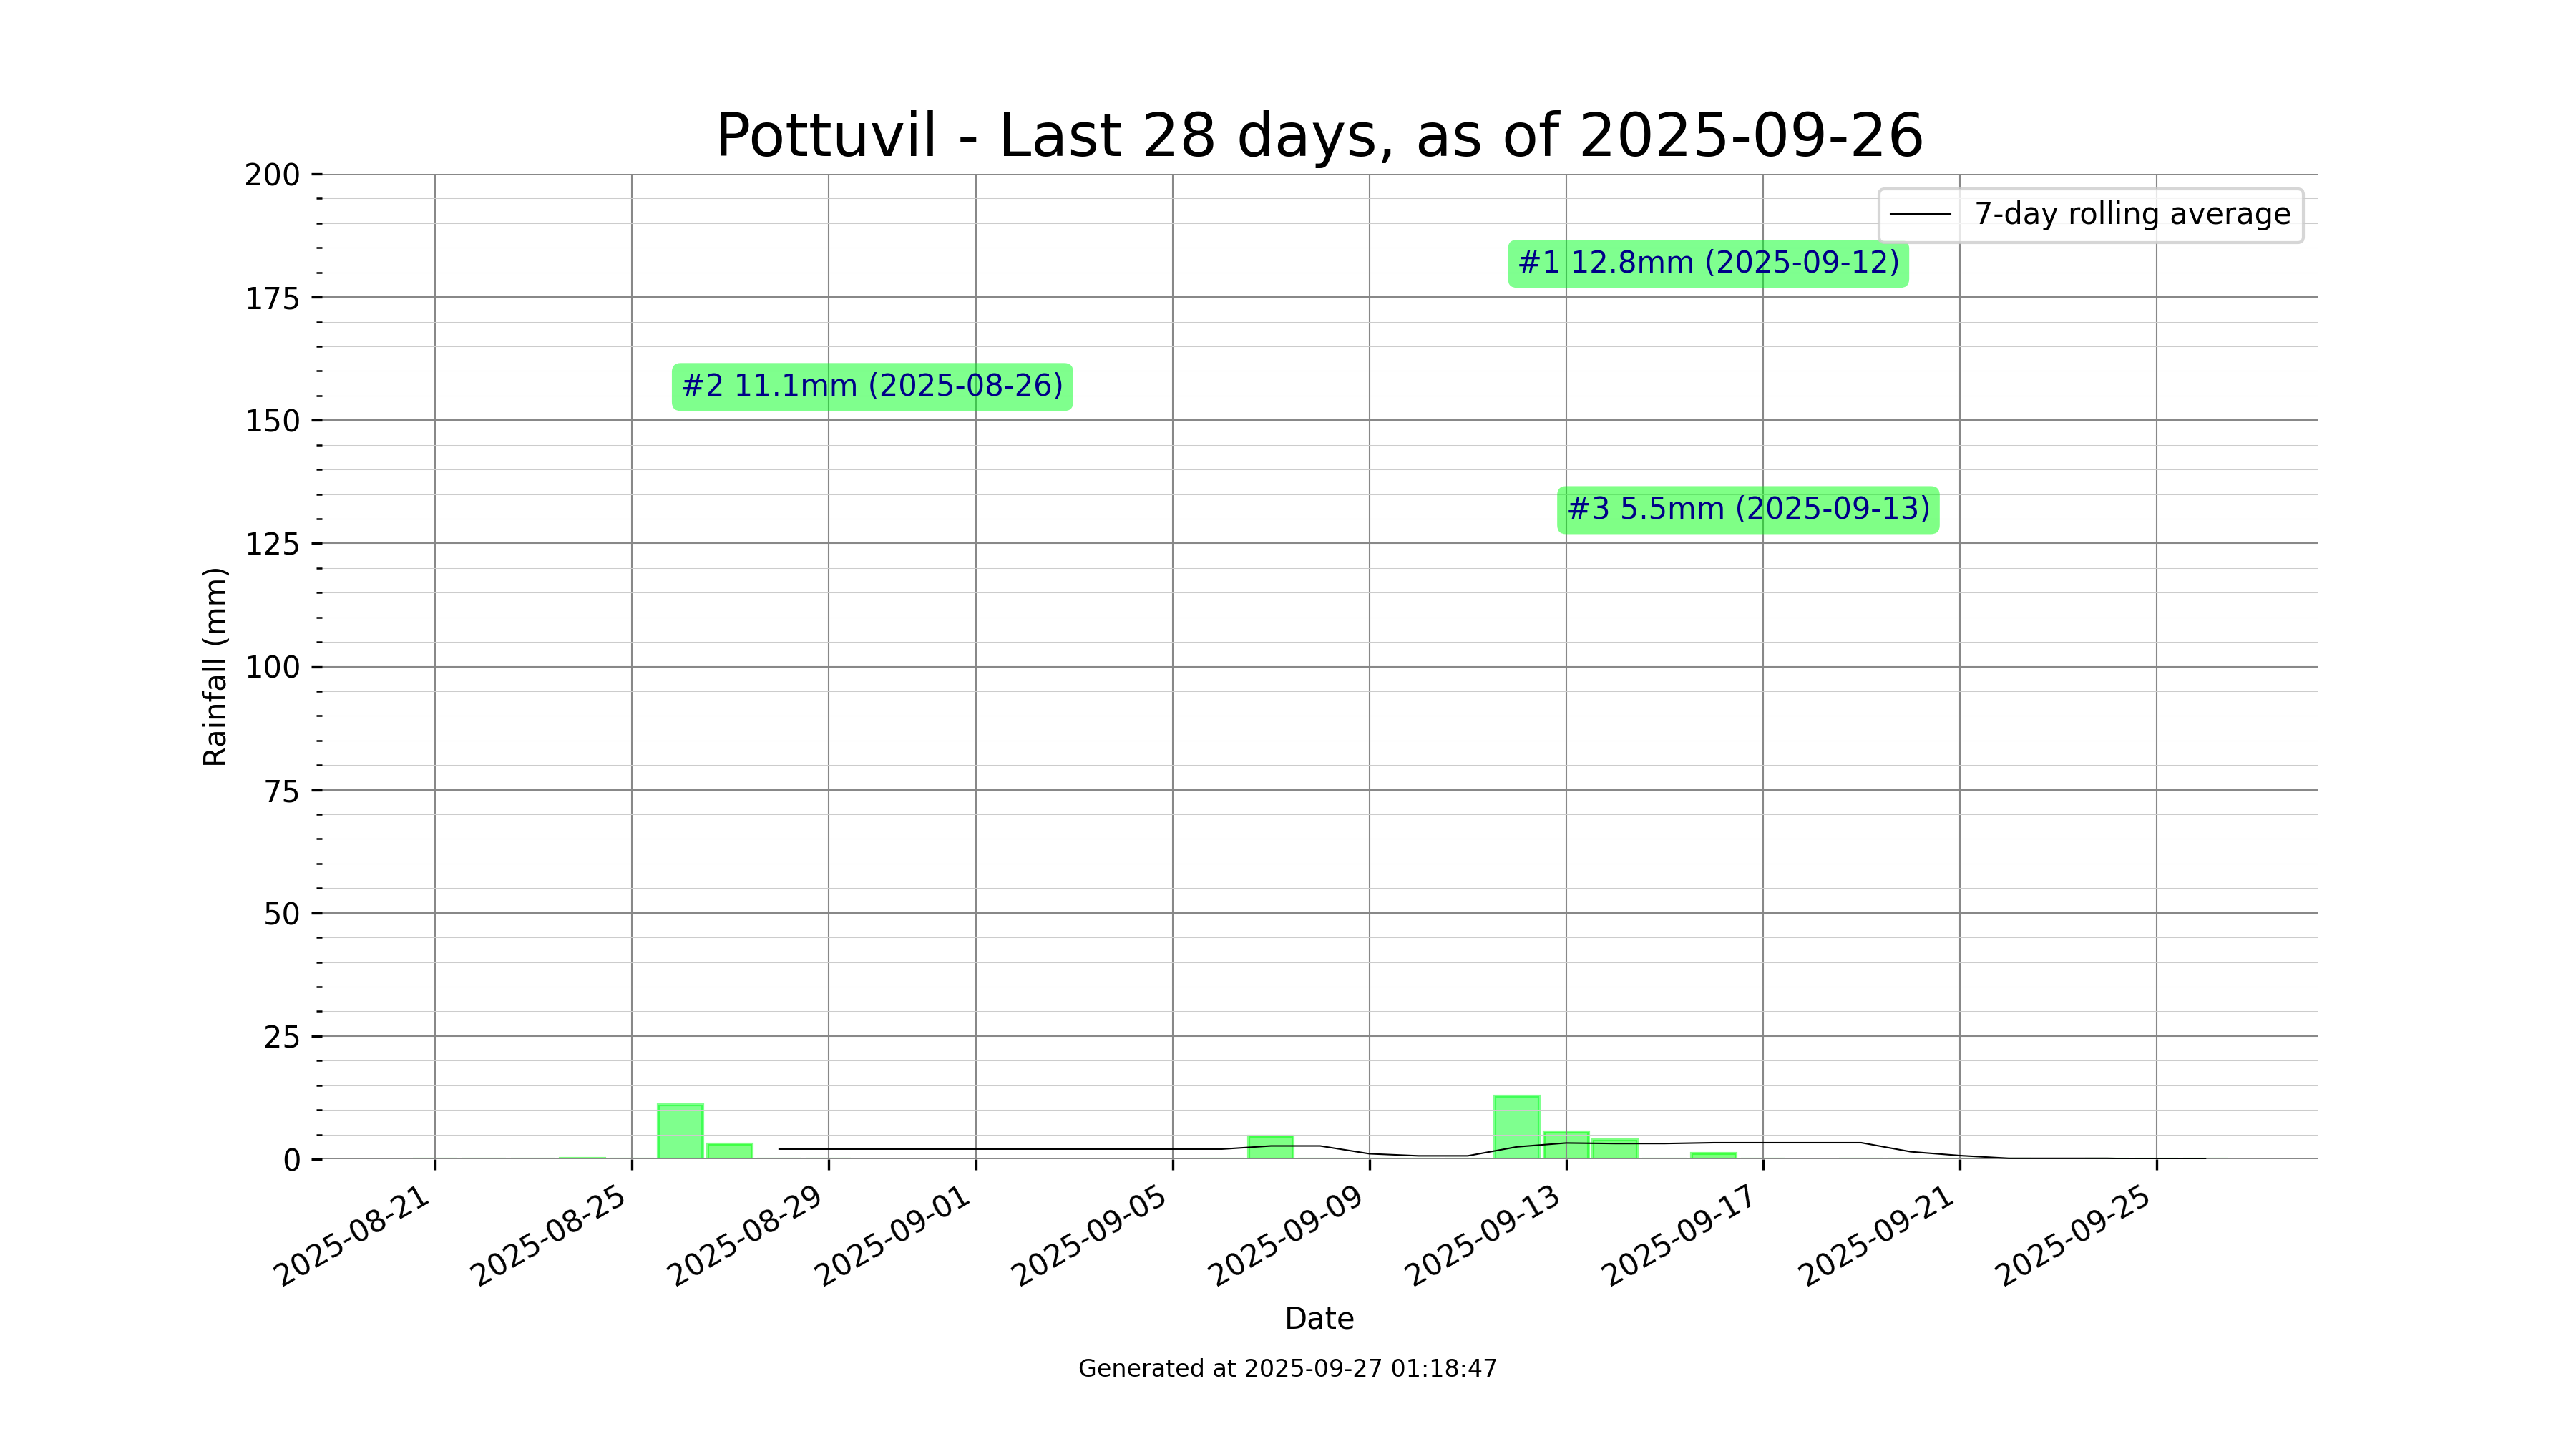 Pottuvil - Last 28 days, as of 2025-09-26
7-day rolling average
#1 12.8mm (2025-09-12)
#2 11.1mm (2025-08-26)
#3 5.5mm (2025-09-13)
Rainfall (mm)
200
175
150
125
100
75
50
25
0
2025-08-21
2025-08-25
2025-08-29
2025-09-01
2025-09-05
2025-09-09
2025-09-13
2025-09-17
2025-09-21
2025-09-25
Date
Generated at 2025-09-27 01:18:47